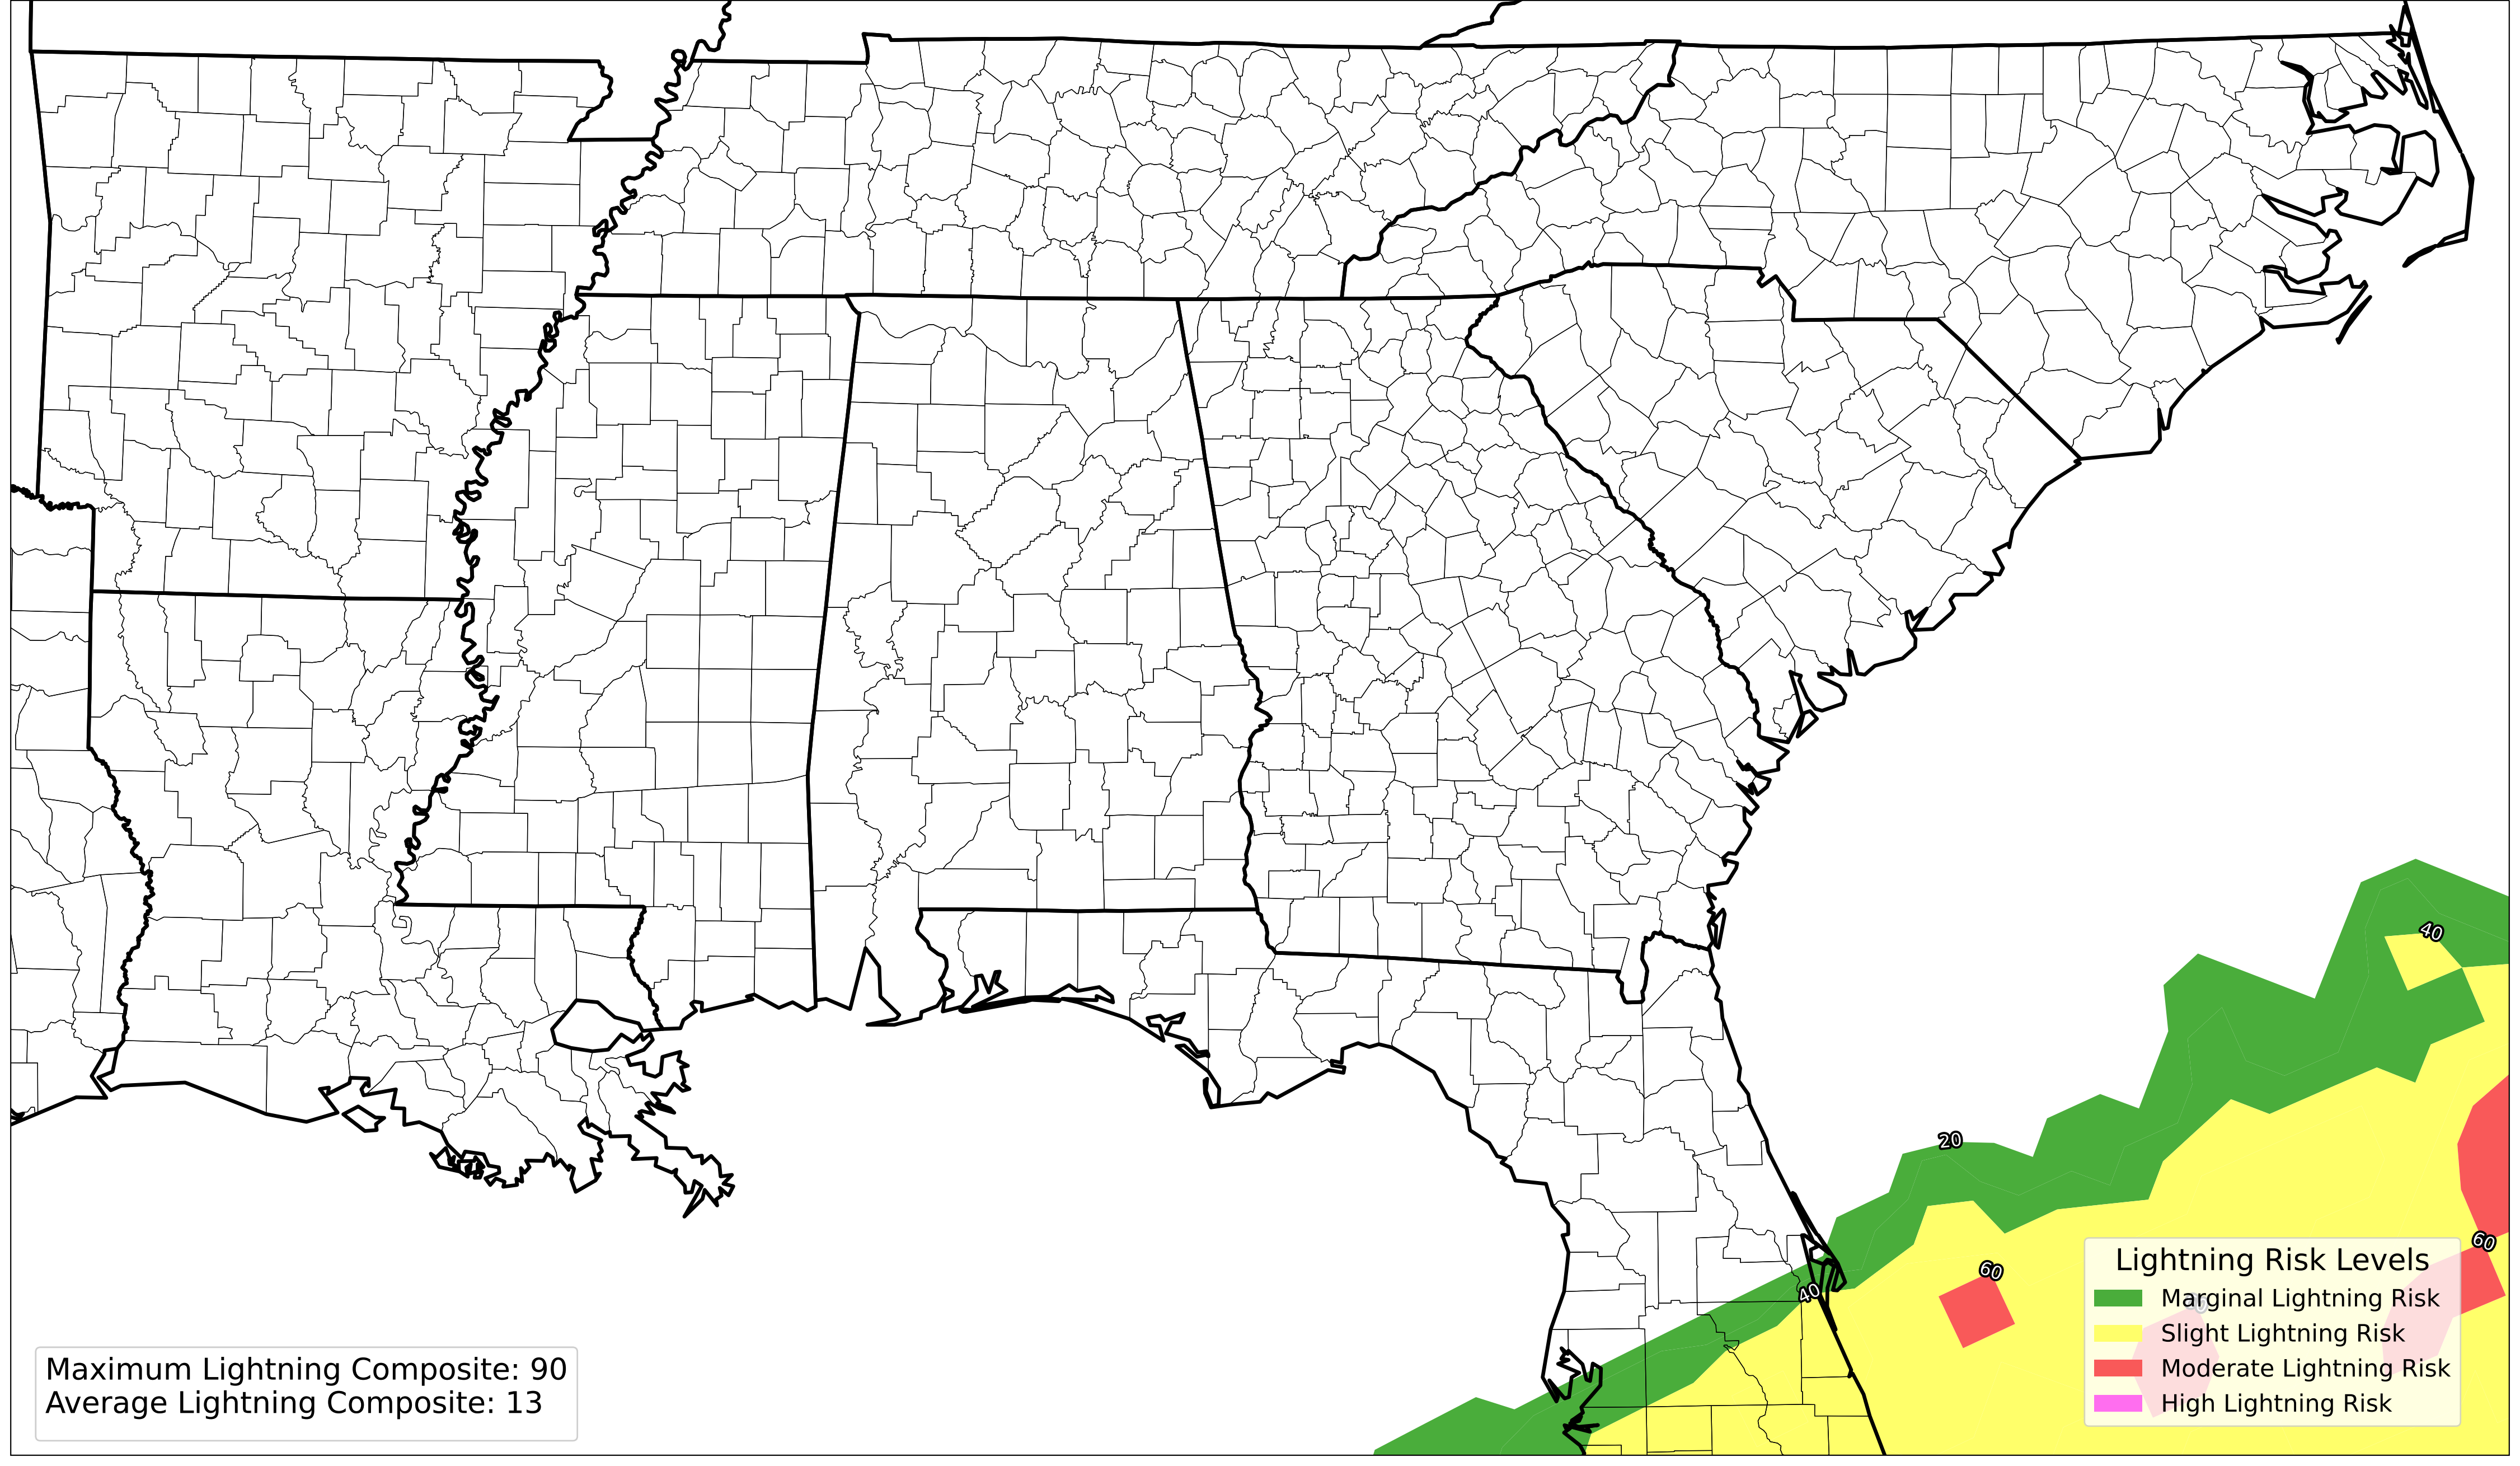 40
20
60
60
40
Lightning Risk Levels
Marginal Lightning Risk
Slight Lightning Risk
Moderate Lightning Risk
High Lightning Risk
Maximum Lightning Composite: 90
Average Lightning Composite: 13